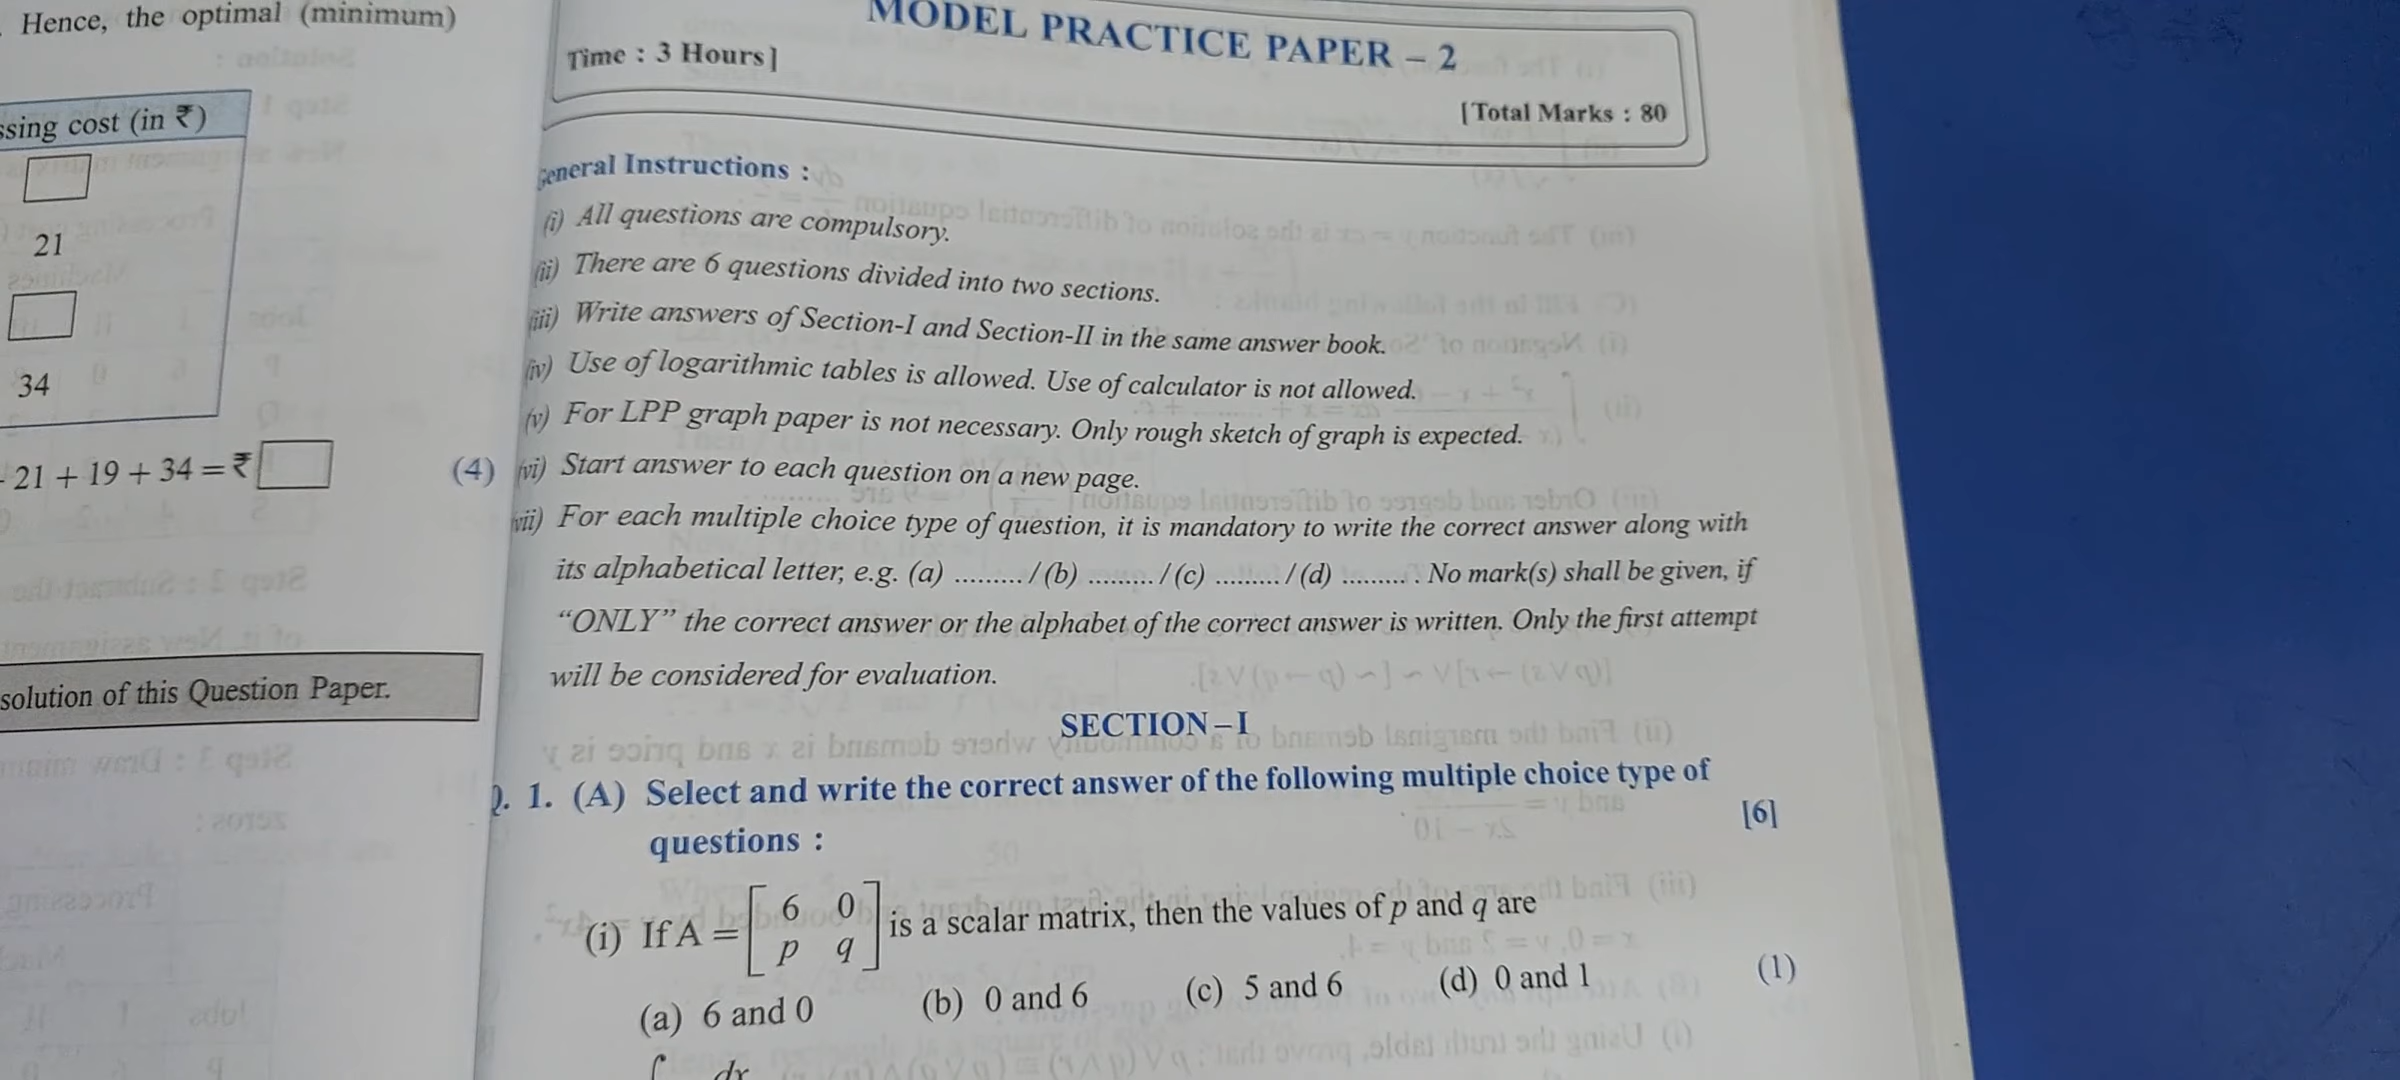 Hence, the optimal (minimum)
cost (in ₹)
21
34
21 + 19 + 34 = ₹
(4)
solution of this Question Paper.
MODEL PRACTICE PAPER – 2
Time : 3 Hours]
[Total Marks : 80
General Instructions :
(i) All questions are compulsory.
(ii) There are 6 questions divided into two sections.
(iii) Write answers of Section-I and Section-II in the same answer book.
(iv) Use of logarithmic tables is allowed. Use of calculator is not allowed.
(v) For LPP graph paper is not necessary. Only rough sketch of graph is expected.
(vi) Start answer to each question on a new page.
(vii) For each multiple choice type of question, it is mandatory to write the correct answer along with
its alphabetical letter, e.g. (a) ......... / (b) ......... / (c) ......... / (d) .......... No mark(s) shall be given, if
“ONLY” the correct answer or the alphabet of the correct answer is written. Only the first attempt
will be considered for evaluation.
SECTION – I
Q. 1. (A) Select and write the correct answer of the following multiple choice type of
questions :
[6]
(i) If A = [ 6 0
p q ] is a scalar matrix, then the values of p and q are
(a) 6 and 0 (b) 0 and 6 (c) 5 and 6 (d) 0 and 1 (1)